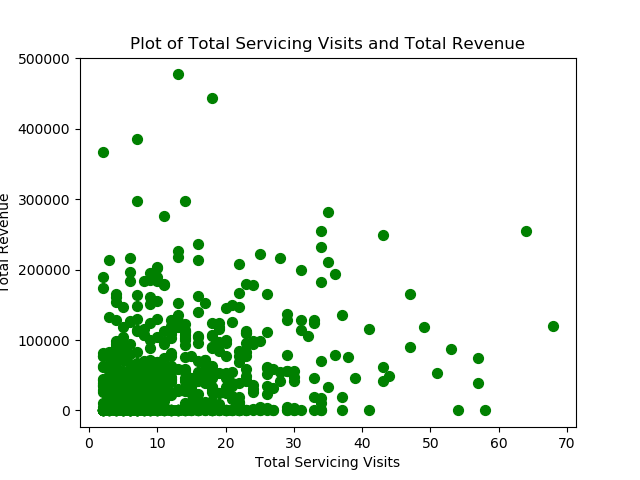 Plot of Total Servicing Visits and Total Revenue
500000
400000
300000
200000
100000
0
Total Revenue
0 10 20 30 40 50 60 70
Total Servicing Visits